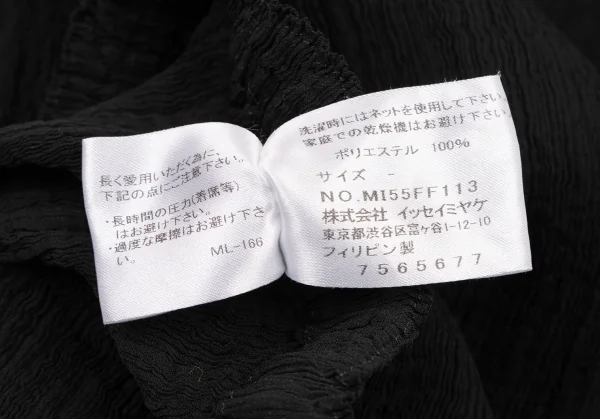 長く愛用いただく為に、
下記の点にご注意下さい。
・長時間の圧力(着席等)
はお避け下さい。
・過度な摩擦はお避け下さ
い。
ML-166
洗濯時にはネットを使用して下さい。
家庭での乾燥機はお避け下さい。
ポリエステル 100%
サイズ -
NO.MI55FF113
株式会社 イッセイミヤケ
東京都渋谷区富ヶ谷1-12-10
フィリピン製
7565677